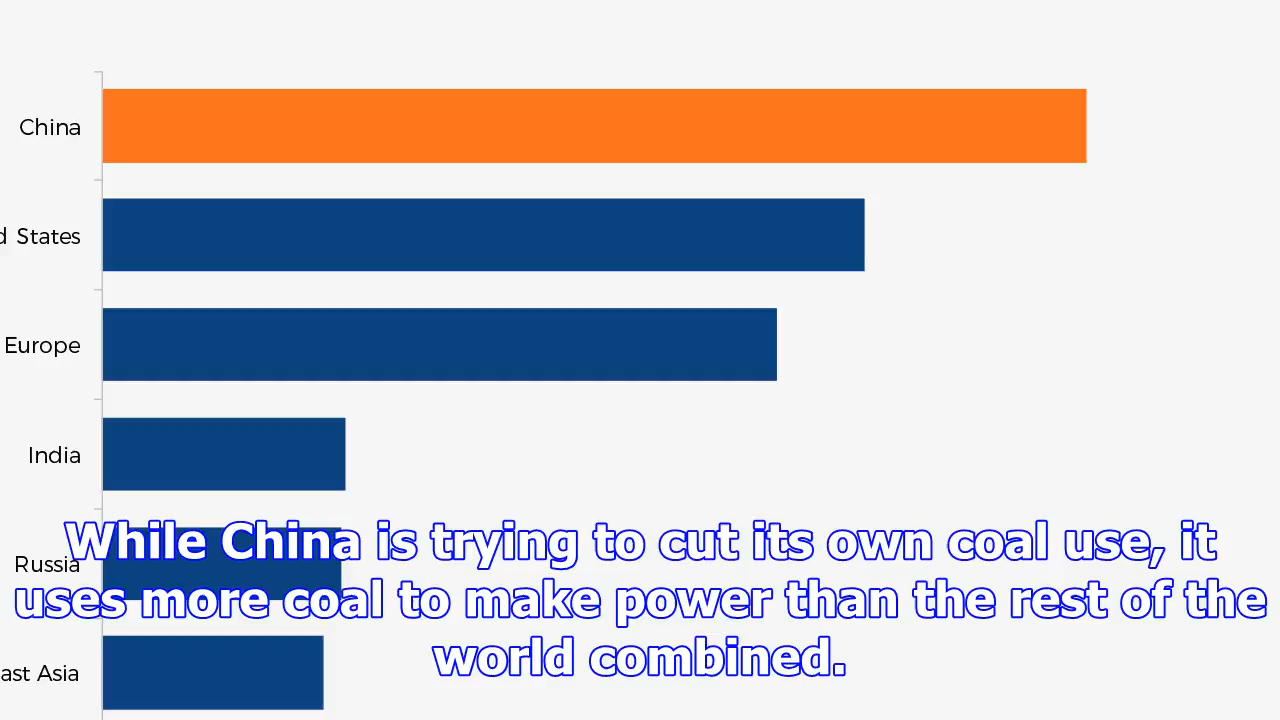 China
d States
Europe
India
Russia
ast Asia
While China is trying to cut its own coal use, it
uses more coal to make power than the rest of the
world combined.